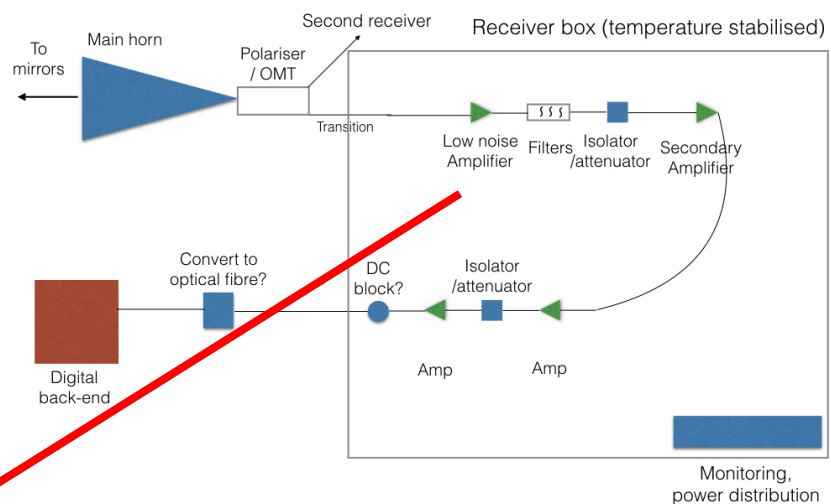 Second receiver
Receiver box (temperature stabilised)
Main horn
To
mirrors
Polariser
/ OMT
Transition
Low noise
Amplifier
Filters
Isolator
/attenuator
Secondary
Amplifier
Convert to
optical fibre?
DC
block?
Isolator
/attenuator
Amp
Amp
Digital
back-end
Monitoring,
power distribution